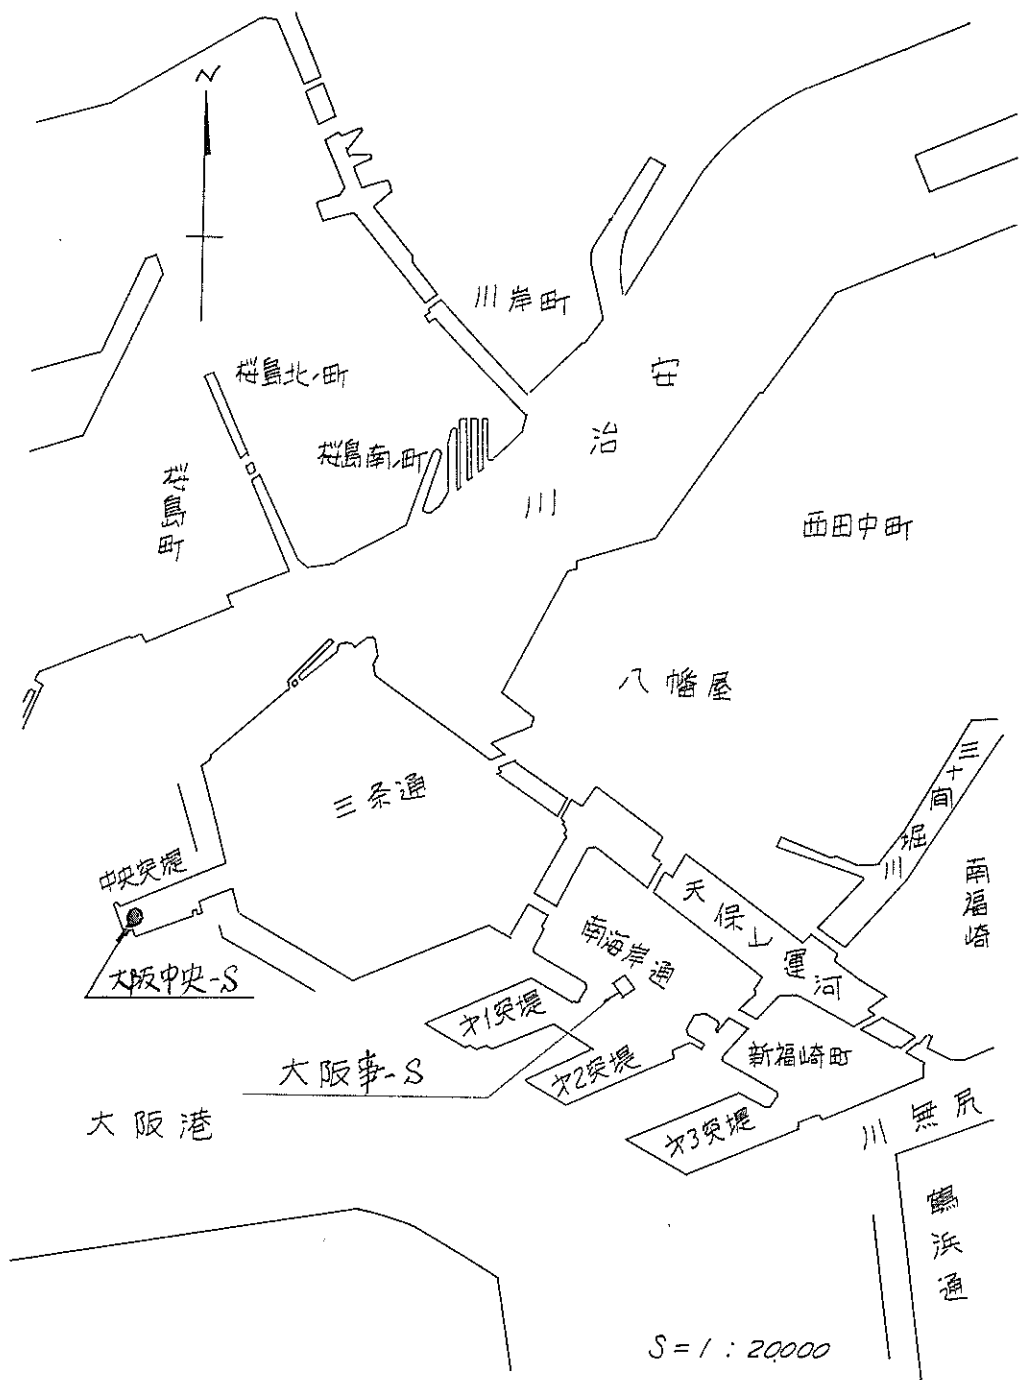 N
川岸町
安治川
桜島北ノ町
桜島南ノ町
桜島町
西田中町
八幡屋
三条通
三十間堀川
南福崎
中央突堤
大阪中央-S
天保山運河
南海岸通
才1突堤
才2突堤
才3突堤
新福崎町
大阪事-S
大阪港
尻無川
鶴浜通
S=1:20000